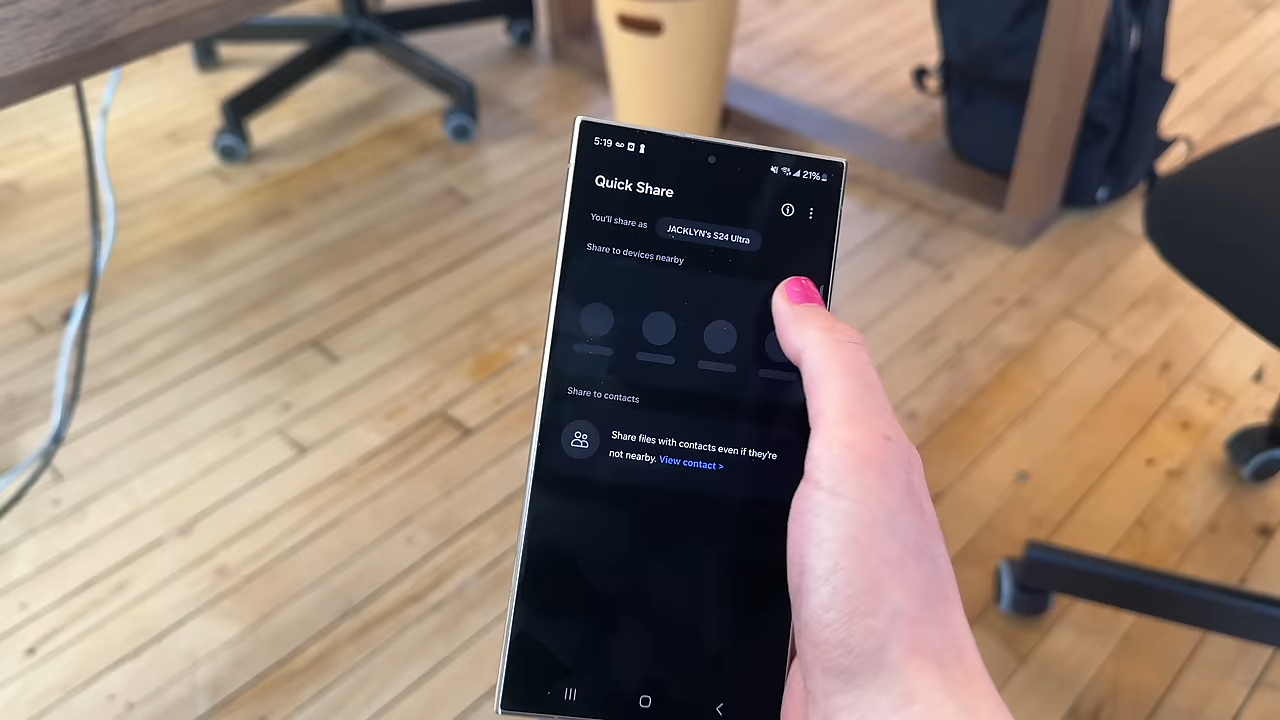 5:19
21%
Quick Share
You'll share as JACKLYN's S24 Ultra
Share to devices nearby
Share to contacts
Share files with contacts even if they're
not nearby. View contact >